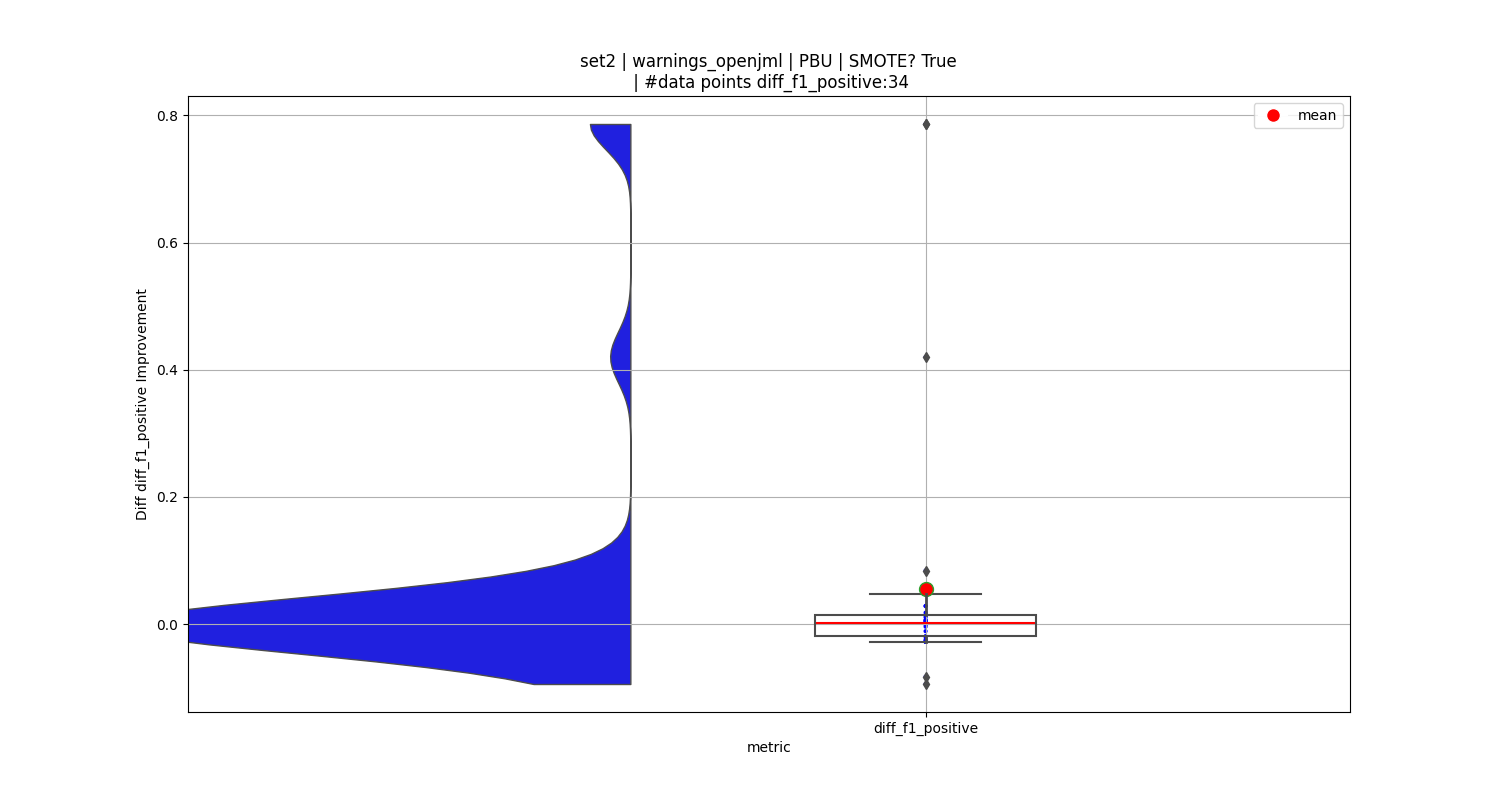 set2 | warnings_openjml | PBU | SMOTE? True
| #data points diff_f1_positive:34
mean
0.8
0.6
0.4
0.2
0.0
Diff diff_f1_positive Improvement
diff_f1_positive
metric